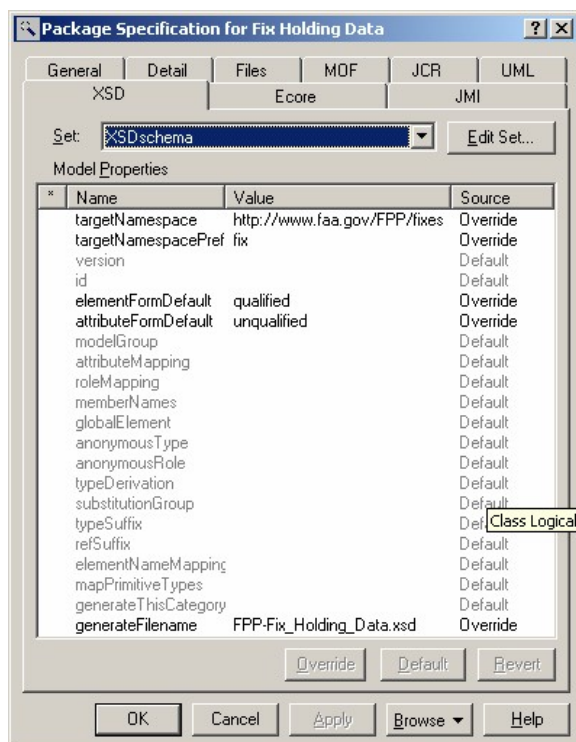 Package Specification for Fix Holding Data
General Detail Files MOF JCR UML
XSD Ecore JMI
Set: XSDschema Edit Set...
Model Properties
* Name Value Source
targetNamespace http://www.faa.gov/FPP/fixes Override
targetNamespacePref fix Override
version Default
id Default
elementFormDefault qualified Override
attributeFormDefault unqualified Override
modelGroup Default
attributeMapping Default
roleMapping Default
memberNames Default
globalElement Default
anonymousType Default
anonymousRole Default
typeDerivation Default
substitutionGroup Default
typeSuffix Def
Class Logical
refSuffix Default
elementNameMapping Default
mapPrimitiveTypes Default
generateThisCategory Default
generateFilename FPP-Fix_Holding_Data.xsd Override
Override Default Revert
OK Cancel Apply Browse Help